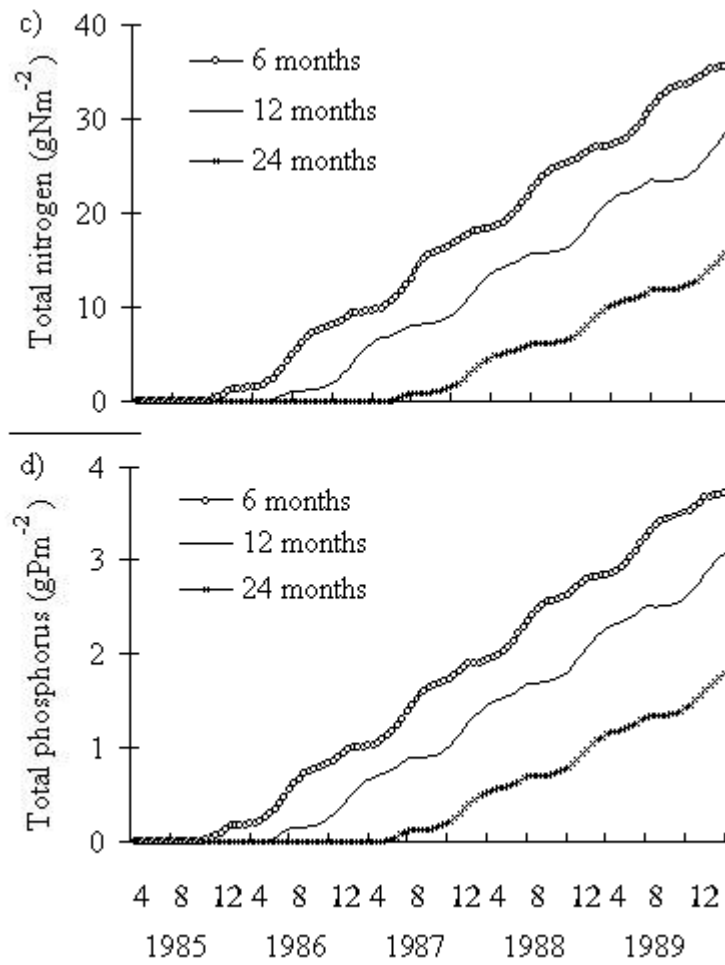 c)
Total nitrogen (gNm⁻²)
40
30
20
10
0
6 months
12 months
24 months
d)
Total phosphorus (gPm⁻²)
4
3
2
1
0
6 months
12 months
24 months
4 8 12 4 8 12 4 8 12 4 8 12 4 8 12
1985 1986 1987 1988 1989